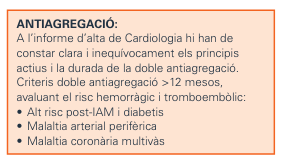 ANTIAGREGACIÓ:
A l'informe d'alta de Cardiologia hi han de
constar clara i inequívocament els principis
actius i la durada de la doble antiagregació.
Criteris doble antiagregació >12 mesos,
avaluant el risc hemorràgic i tromboembòlic:
• Alt risc post-IAM i diabetis
• Malaltia arterial perifèrica
• Malaltia coronària multivàs